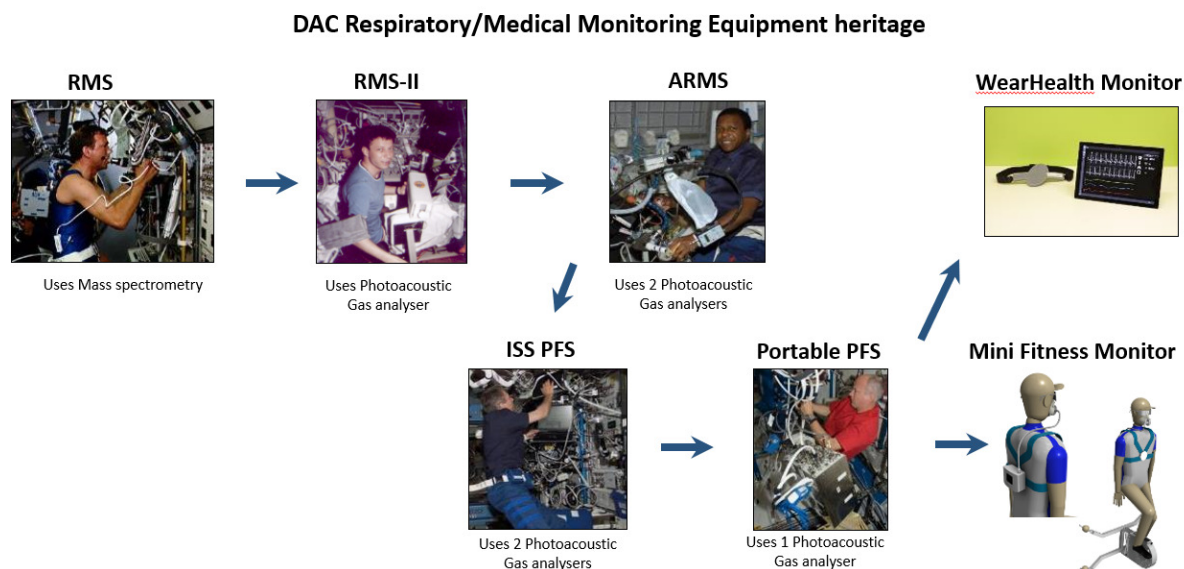 DAC Respiratory/Medical Monitoring Equipment heritage
RMS
Uses Mass spectrometry
RMS-II
Uses Photoacoustic
Gas analyser
ARMS
Uses 2 Photoacoustic
Gas analysers
WearHealth Monitor
ISS PFS
Uses 2 Photoacoustic
Gas analysers
Portable PFS
Uses 1 Photoacoustic
Gas analyser
Mini Fitness Monitor